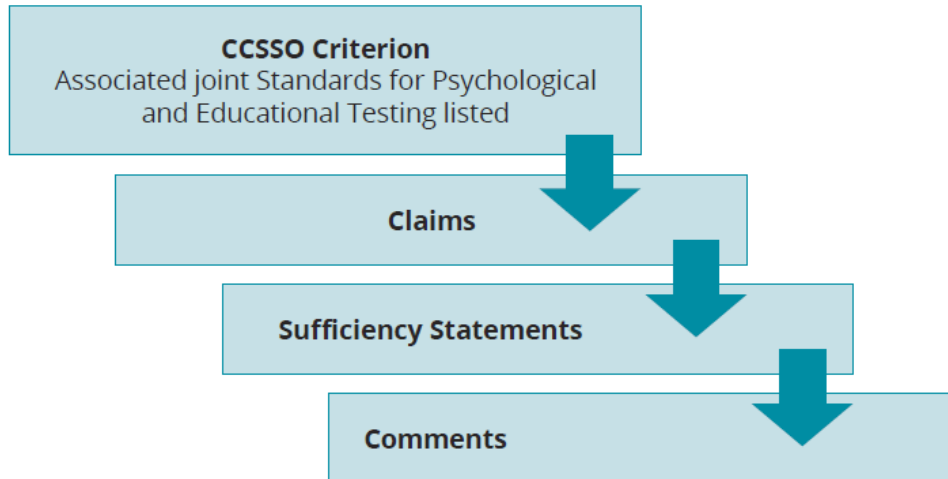 CCSSO Criterion
Associated joint Standards for Psychological
and Educational Testing listed
Claims
Sufficiency Statements
Comments